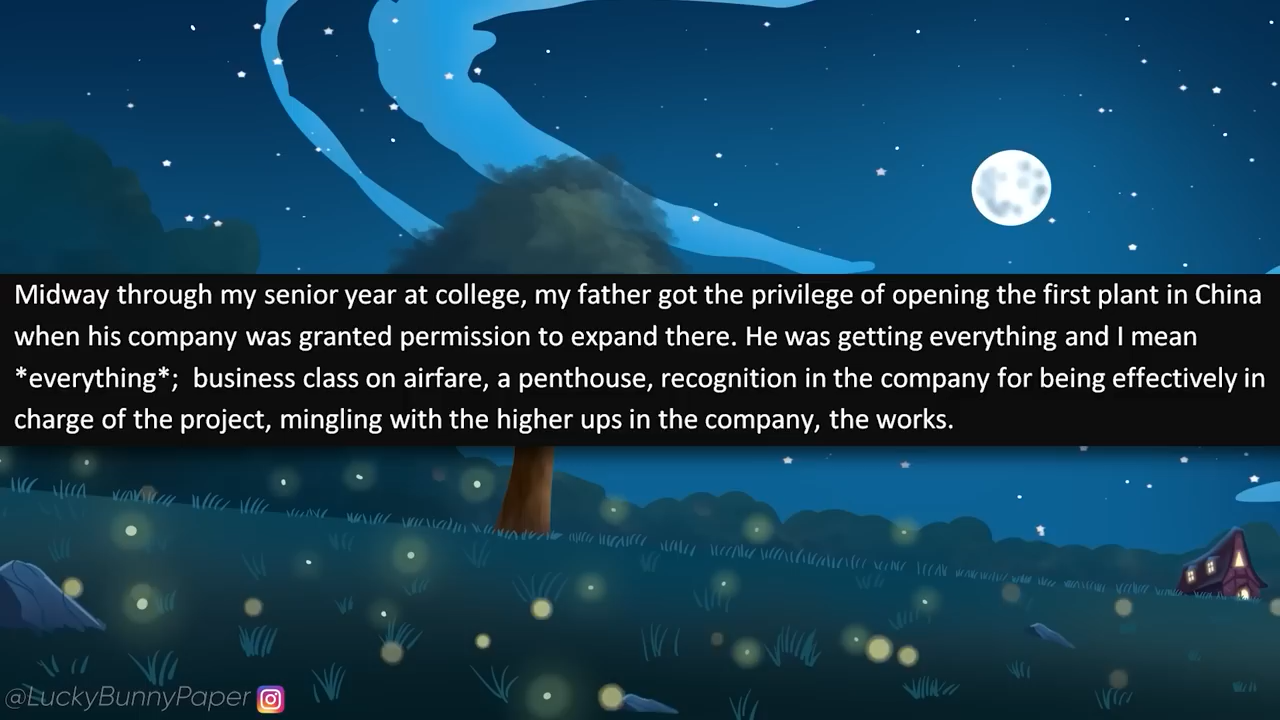 Midway through my senior year at college, my father got the privilege of opening the first plant in China
when his company was granted permission to expand there. He was getting everything and I mean
*everything*;  business class on airfare, a penthouse, recognition in the company for being effectively in
charge of the project, mingling with the higher ups in the company, the works.
@LuckyBunnyPaper